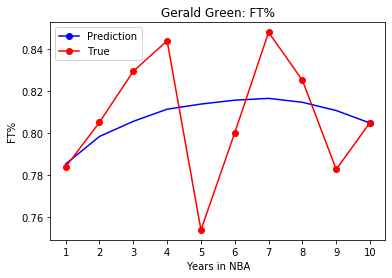 Gerald Green: FT%
Prediction
True
FT%
0.84
0.82
0.80
0.78
0.76
1 2 3 4 5 6 7 8 9 10
Years in NBA